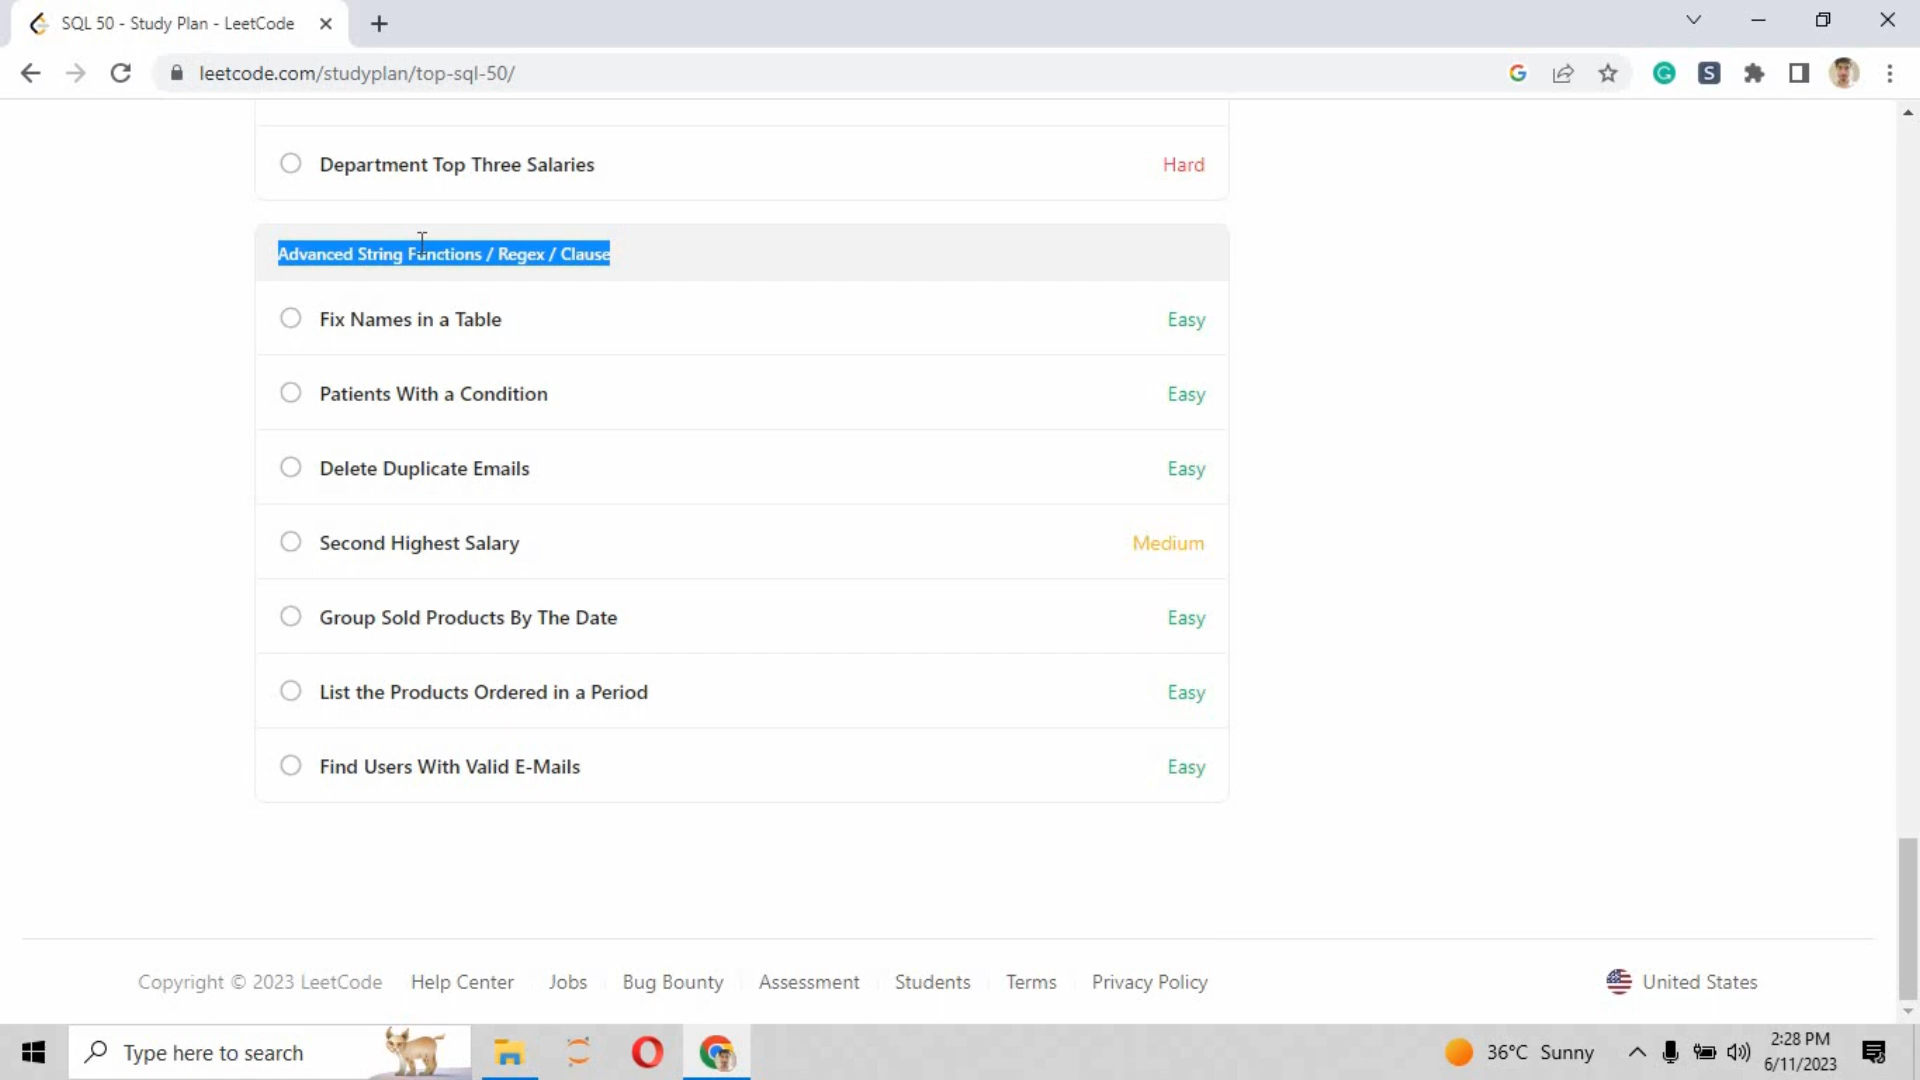 SQL 50 - Study Plan - LeetCode
leetcode.com/studyplan/top-sql-50/
Department Top Three Salaries Hard
Advanced String Functions / Regex / Clause
Fix Names in a Table Easy
Patients With a Condition Easy
Delete Duplicate Emails Easy
Second Highest Salary Medium
Group Sold Products By The Date Easy
List the Products Ordered in a Period Easy
Find Users With Valid E-Mails Easy
Copyright © 2023 LeetCode Help Center Jobs Bug Bounty Assessment Students Terms Privacy Policy United States
Type here to search 36°C Sunny 2:28 PM
6/11/2023